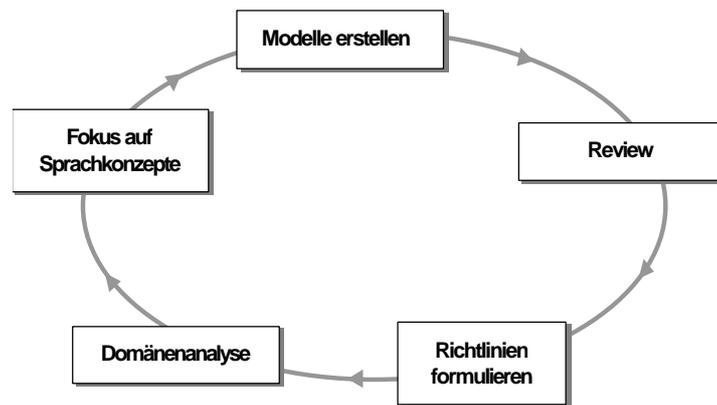 Modelle erstellen
Fokus auf
Sprachkonzepte
Review
Domänenanalyse
Richtlinien
formulieren